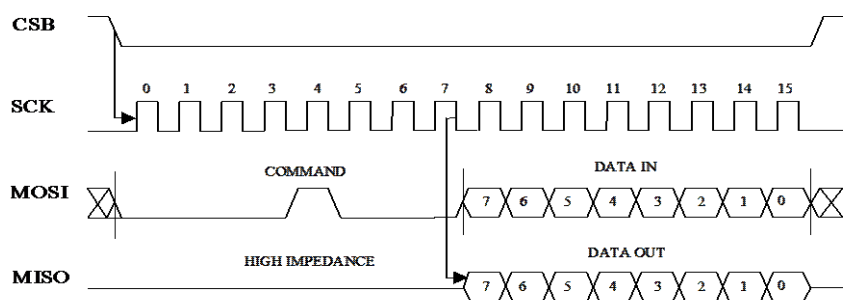 CSB
0 1 2 3 4 5 6 7 8 9 10 11 12 13 14 15
SCK
COMMAND DATA IN
MOSI 7 6 5 4 3 2 1 0
HIGH IMPEDANCE DATA OUT
MISO 7 6 5 4 3 2 1 0